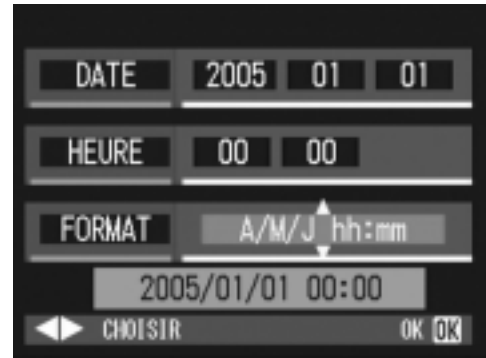 DATE 2005 01 01
HEURE 00 00
FORMAT A/M/J hh:mm
2005/01/01 00:00
CHOISIR OK OK